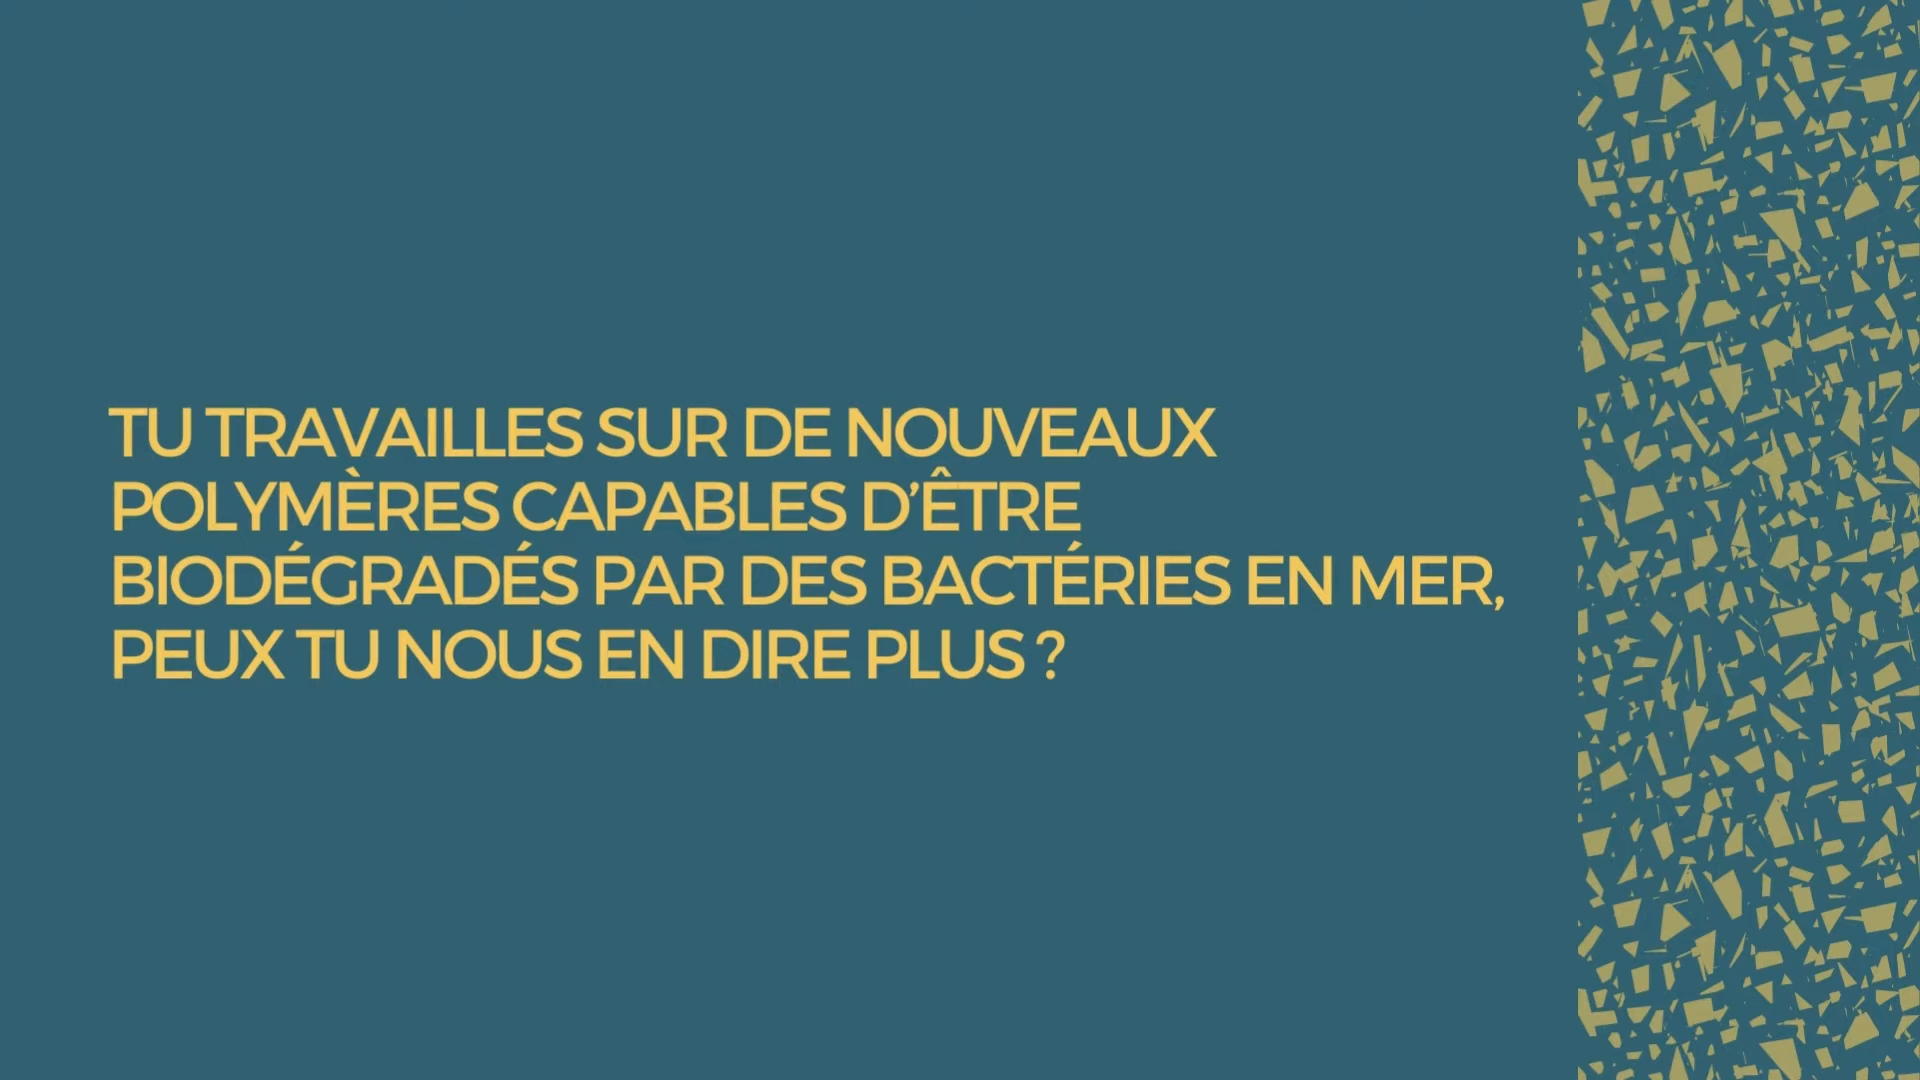 TU TRAVAILLES SUR DE NOUVEAUX
POLYMÈRES CAPABLES D’ÊTRE
BIODÉGRADÉS PAR DES BACTÉRIES EN MER,
PEUX TU NOUS EN DIRE PLUS ?